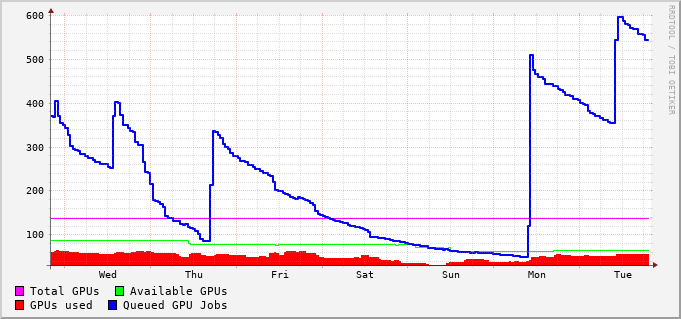 600
500
400
300
200
100
Wed Thu Fri Sat Sun Mon Tue
Total GPUs Available GPUs
GPUs used Queued GPU Jobs
RRDTOOL / TOBI OETIKER